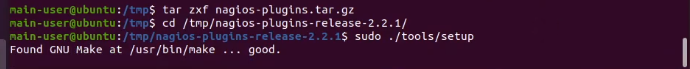 main-user@ubuntu:/tmp$ tar zxf nagios-plugins.tar.gz
main-user@ubuntu:/tmp$ cd /tmp/nagios-plugins-release-2.2.1/
main-user@ubuntu:/tmp/nagios-plugins-release-2.2.1$ sudo ./tools/setup
Found GNU Make at /usr/bin/make ... good.